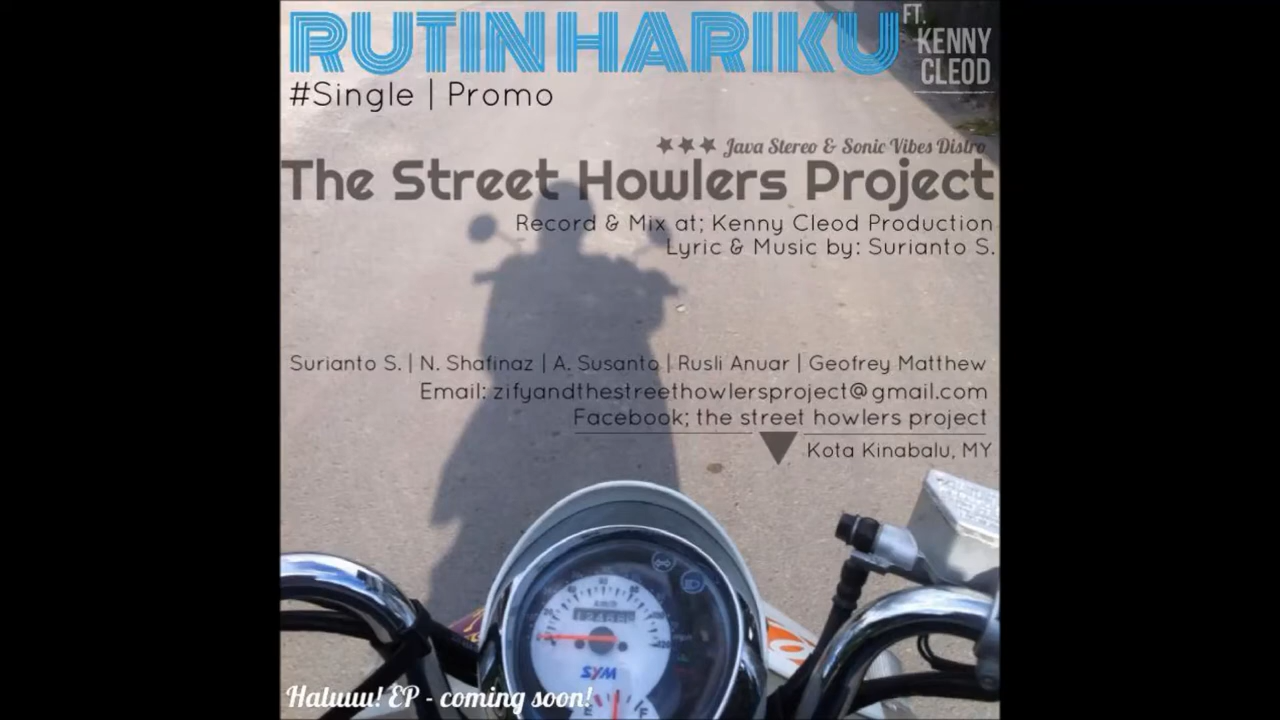 RUTIN HARIKU FT. KENNY CLEOD
#Single | Promo
★★★ Java Stereo & Sonic Vibes Distro
The Street Howlers Project
Record & Mix at; Kenny Cleod Production
Lyric & Music by: Surianto S.
Surianto S. | N. Shafinaz | A. Susanto | Rusli Anuar | Geofrey Matthew
Email: zifyandthestreethowlersproject@gmail.com
Facebook; the street howlers project
Kota Kinabalu, MY
km/h
SYM
Haluuu! EP - coming soon!